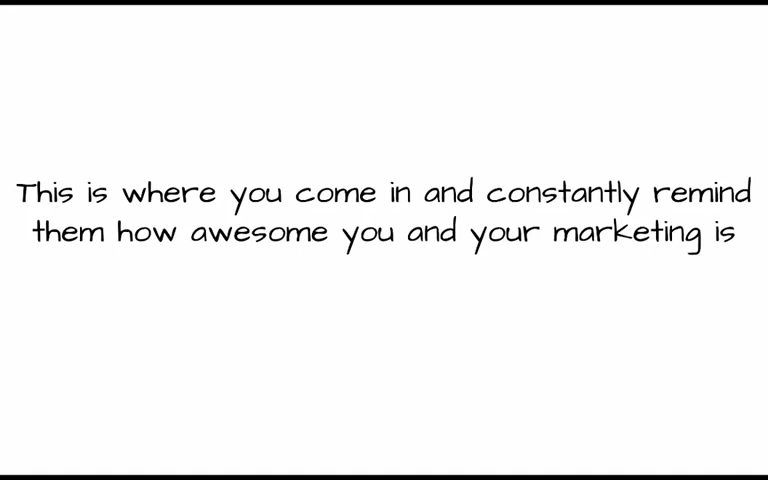 This is where you come in and constantly remind
them how awesome you and your marketing is